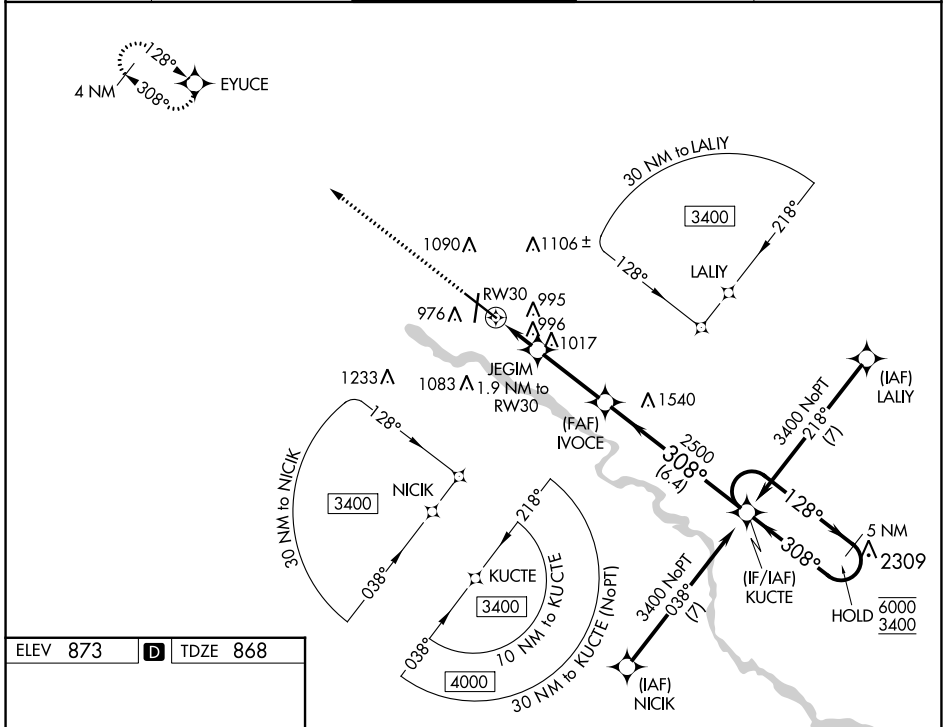 128°
308°
4 NM
EYUCE
30 NM to LALIY
3400
218°
128°
LALIY
1090
1106 ±
RW30
976
995
996
1017
JEGIM
1.9 NM to
RW30
1233
1083
1540
(FAF)
IVOCE
(IAF)
LALIY
3400 NoPT
218°
(7)
2500
308°
(6.4)
30 NM to NICIK
128°
NICIK
3400
038°
128°
308°
5 NM
2309
(IF/IAF)
KUCTE
HOLD
6000
3400
3400 NoPT
038°
(7)
(IAF)
NICIK
218°
KUCTE
3400
10 NM to KUCTE
038°
4000
30 NM to KUCTE (NoPT)
ELEV 873 D TDZE 868